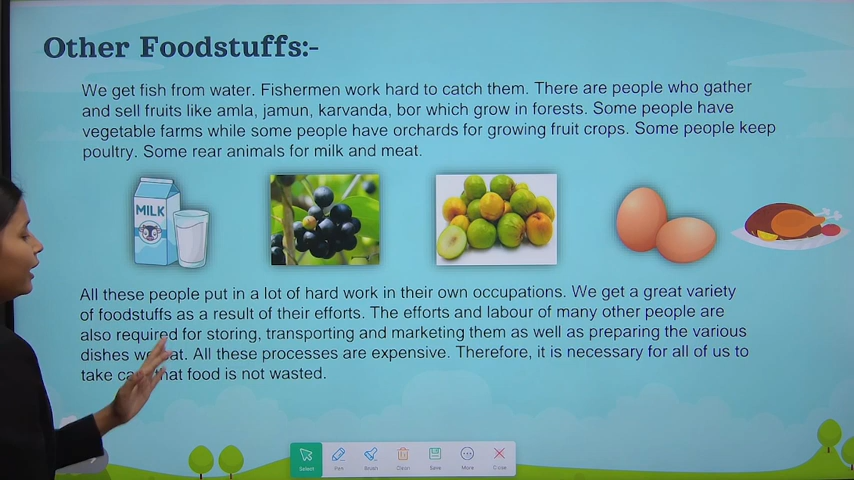 Other Foodstuffs:-
We get fish from water. Fishermen work hard to catch them. There are people who gather
and sell fruits like amla, jamun, karvanda, bor which grow in forests. Some people have
vegetable farms while some people have orchards for growing fruit crops. Some people keep
poultry. Some rear animals for milk and meat.
MILK
All these people put in a lot of hard work in their own occupations. We get a great variety
of foodstuffs as a result of their efforts. The efforts and labour of many other people are
also required for storing, transporting and marketing them as well as preparing the various
dishes we eat. All these processes are expensive. Therefore, it is necessary for all of us to
take that food is not wasted.
Select Pen Brush Clean Save More Close